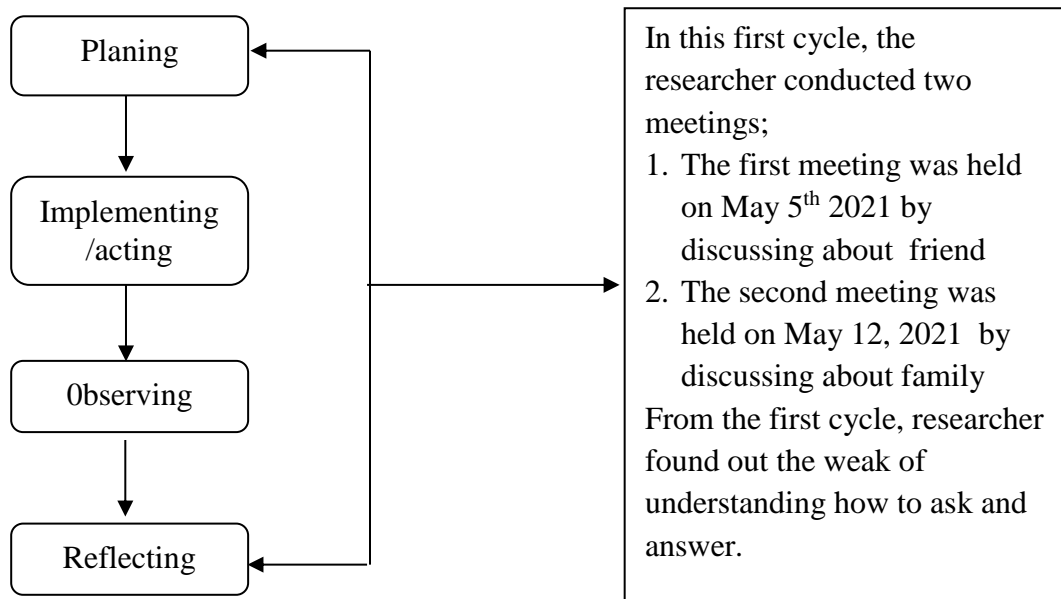 Planing
Implementing
/acting
0bserving
Reflecting
In this first cycle, the
researcher conducted two
meetings;
1. The first meeting was held
on May 5th 2021 by
discussing about friend
2. The second meeting was
held on May 12, 2021 by
discussing about family
From the first cycle, researcher
found out the weak of
understanding how to ask and
answer.